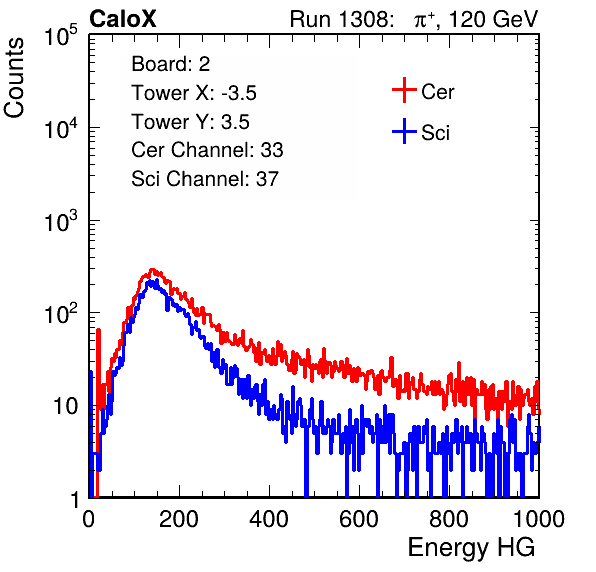 CaloX Run 1308: π⁺, 120 GeV
Counts
Board: 2
Tower X: -3.5
Tower Y: 3.5
Cer Channel: 33
Sci Channel: 37
Cer
Sci
10⁵
10⁴
10³
10²
10
1
0 200 400 600 800 1000
Energy HG